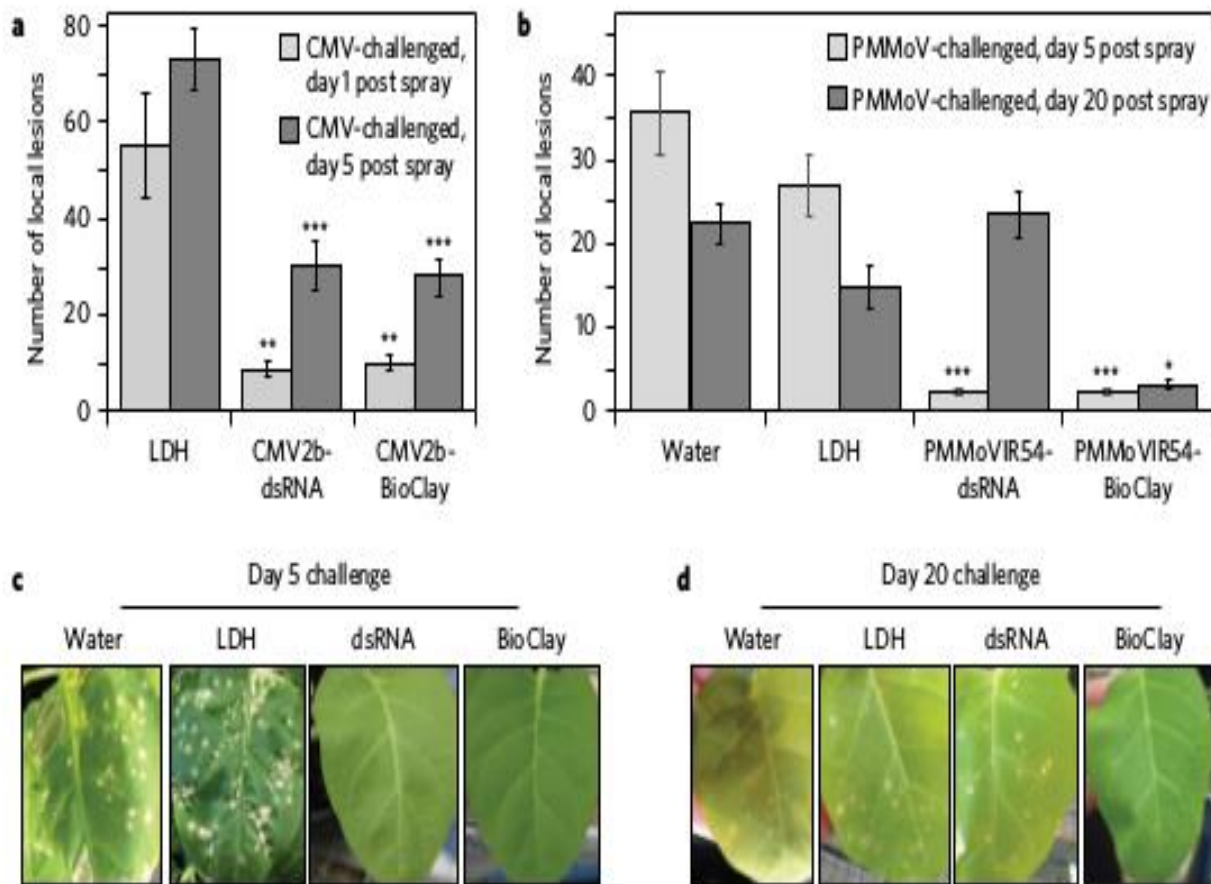 a
80
60
40
20
0
Number of local lesions
CMV-challenged,
day 1 post spray
CMV-challenged,
day 5 post spray
***
***
**
**
LDH
CMV2b-
dsRNA
CMV2b-
BioClay
b
40
30
20
10
0
Number of local lesions
PMMoV-challenged, day 5 post spray
PMMoV-challenged, day 20 post spray
***
***
*
Water
LDH
PMMoVIR54-
dsRNA
PMMoVIR54-
BioClay
c
Day 5 challenge
Water LDH dsRNA BioClay
d
Day 20 challenge
Water LDH dsRNA BioClay